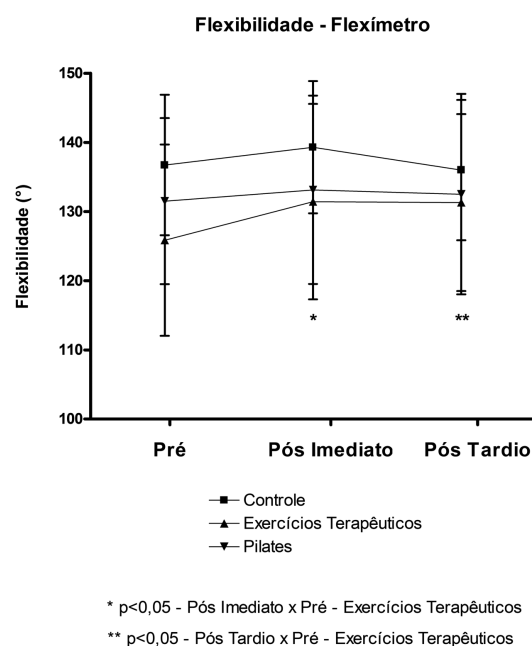 Flexibilidade - Flexímetro
Flexibilidade (°)
150
140
130
120
110
100
*
**
Pré
Pós Imediato
Pós Tardio
Controle
Exercícios Terapêuticos
Pilates
* p<0,05 - Pós Imediato x Pré - Exercícios Terapêuticos
** p<0,05 - Pós Tardio x Pré - Exercícios Terapêuticos